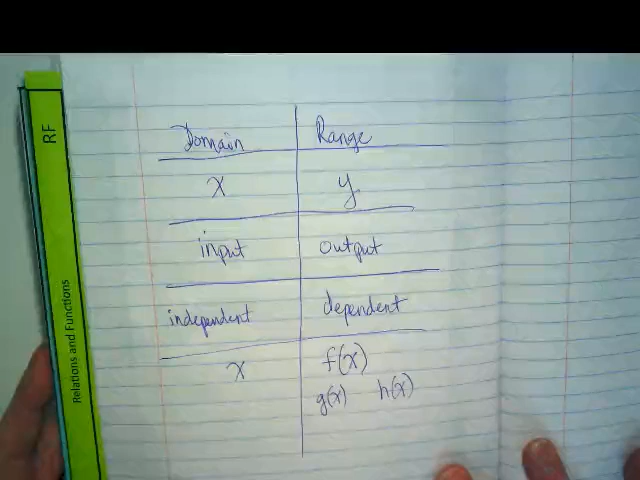 RF
Relations and Functions
Domain Range
x y
input output
independent dependent
x f(x)
g(x) h(x)